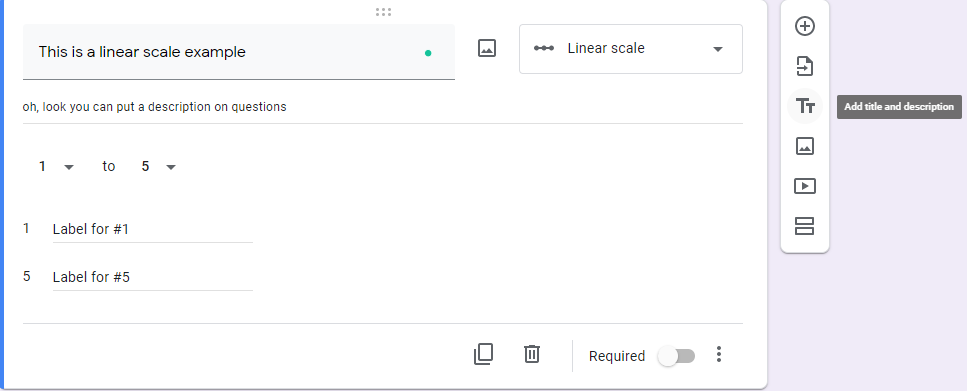 This is a linear scale example
Linear scale
oh, look you can put a description on questions
Add title and description
1 to 5
1 Label for #1
5 Label for #5
Required